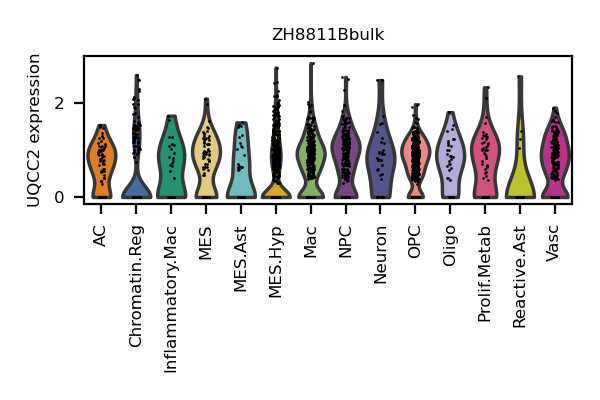 ZH8811Bbulk
UQCC2 expression
2
0
AC
Chromatin.Reg
Inflammatory.Mac
MES
MES.Ast
MES.Hyp
Mac
NPC
Neuron
OPC
Oligo
Prolif.Metab
Reactive.Ast
Vasc